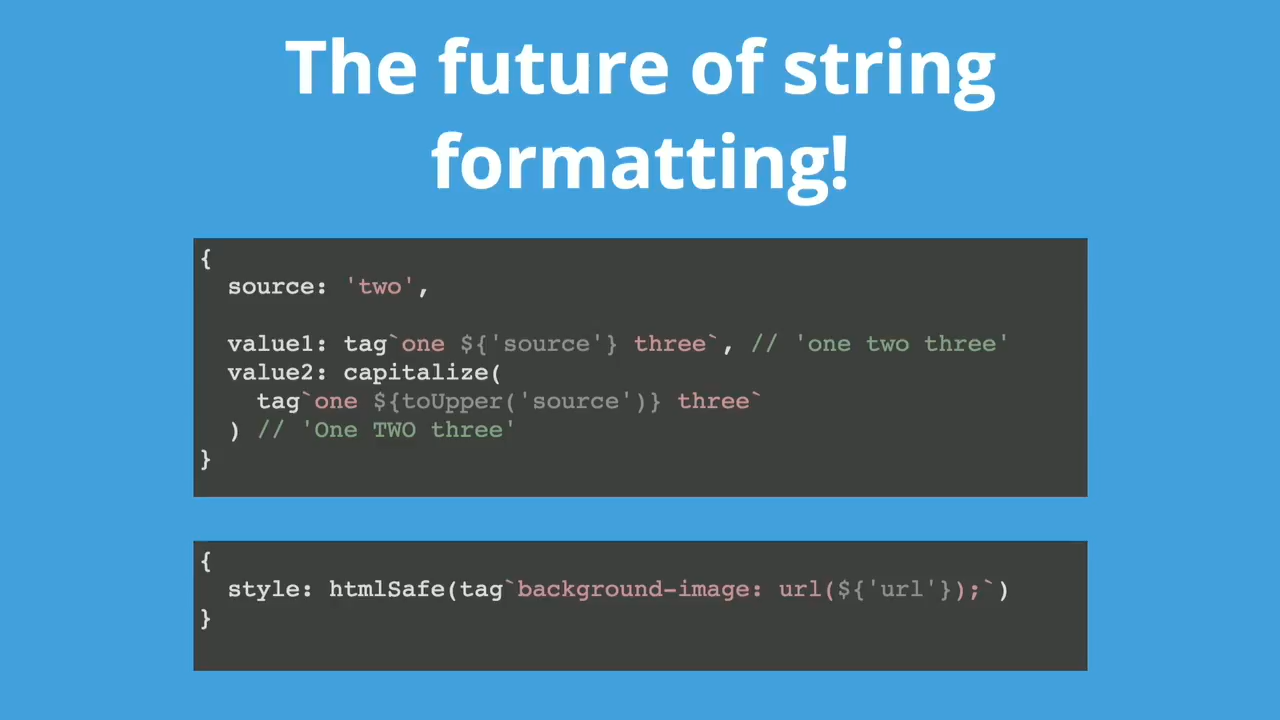 The future of string
formatting!
{
  source: 'two',
  value1: tag`one ${'source'} three`, // 'one two three'
  value2: capitalize(
    tag`one ${toUpper('source')} three`
  ) // 'One TWO three'
}
{
  style: htmlSafe(tag`background-image: url(${'url'});`)
}